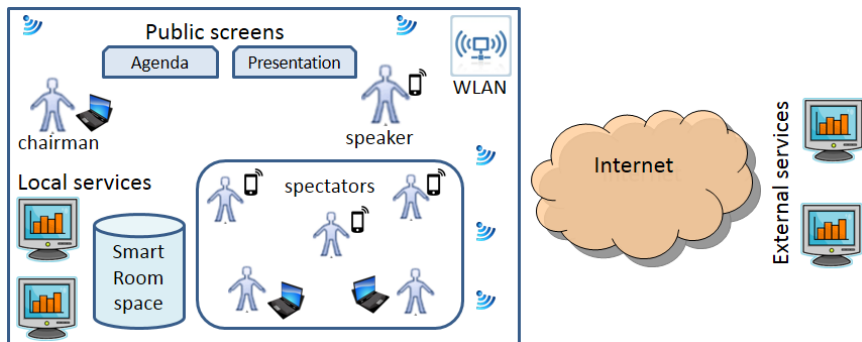 Public screens
Agenda
Presentation
WLAN
chairman
speaker
Local services
spectators
Smart
Room
space
Internet
External services